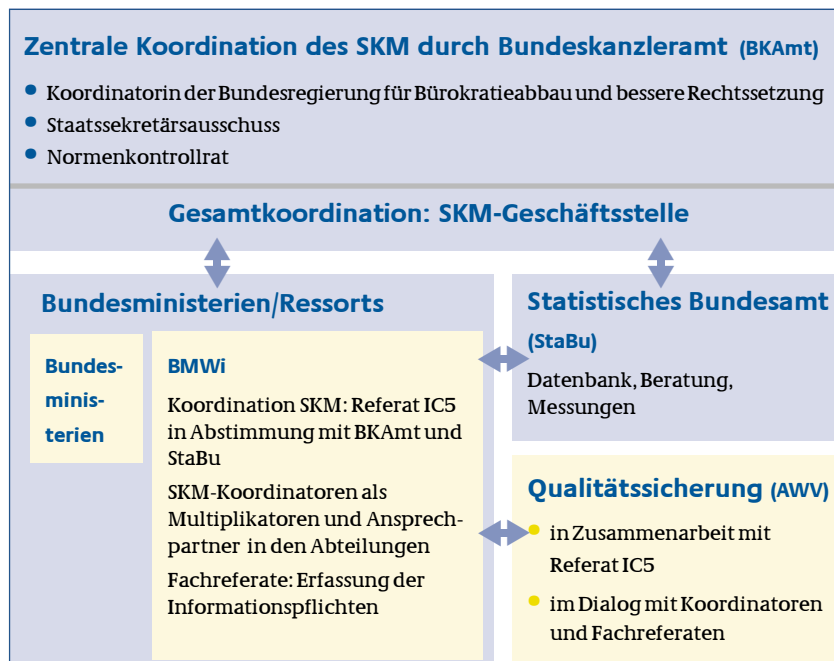 Zentrale Koordination des SKM durch Bundeskanzleramt (BKAmt)
• Koordinatorin der Bundesregierung für Bürokratieabbau und bessere Rechtssetzung
• Staatssekretärsausschuss
• Normenkontrollrat
Gesamtkoordination: SKM-Geschäftsstelle
Bundesministerien/Ressorts
Bundes-
minis-
terien
BMWi
Koordination SKM: Referat IC5
in Abstimmung mit BKAmt und
StaBu
SKM-Koordinatoren als
Multiplikatoren und Ansprech-
partner in den Abteilungen
Fachreferate: Erfassung der
Informationspflichten
Statistisches Bundesamt
(StaBu)
Datenbank, Beratung,
Messungen
Qualitätssicherung (AWV)
• in Zusammenarbeit mit
Referat IC5
• im Dialog mit Koordinatoren
und Fachreferaten